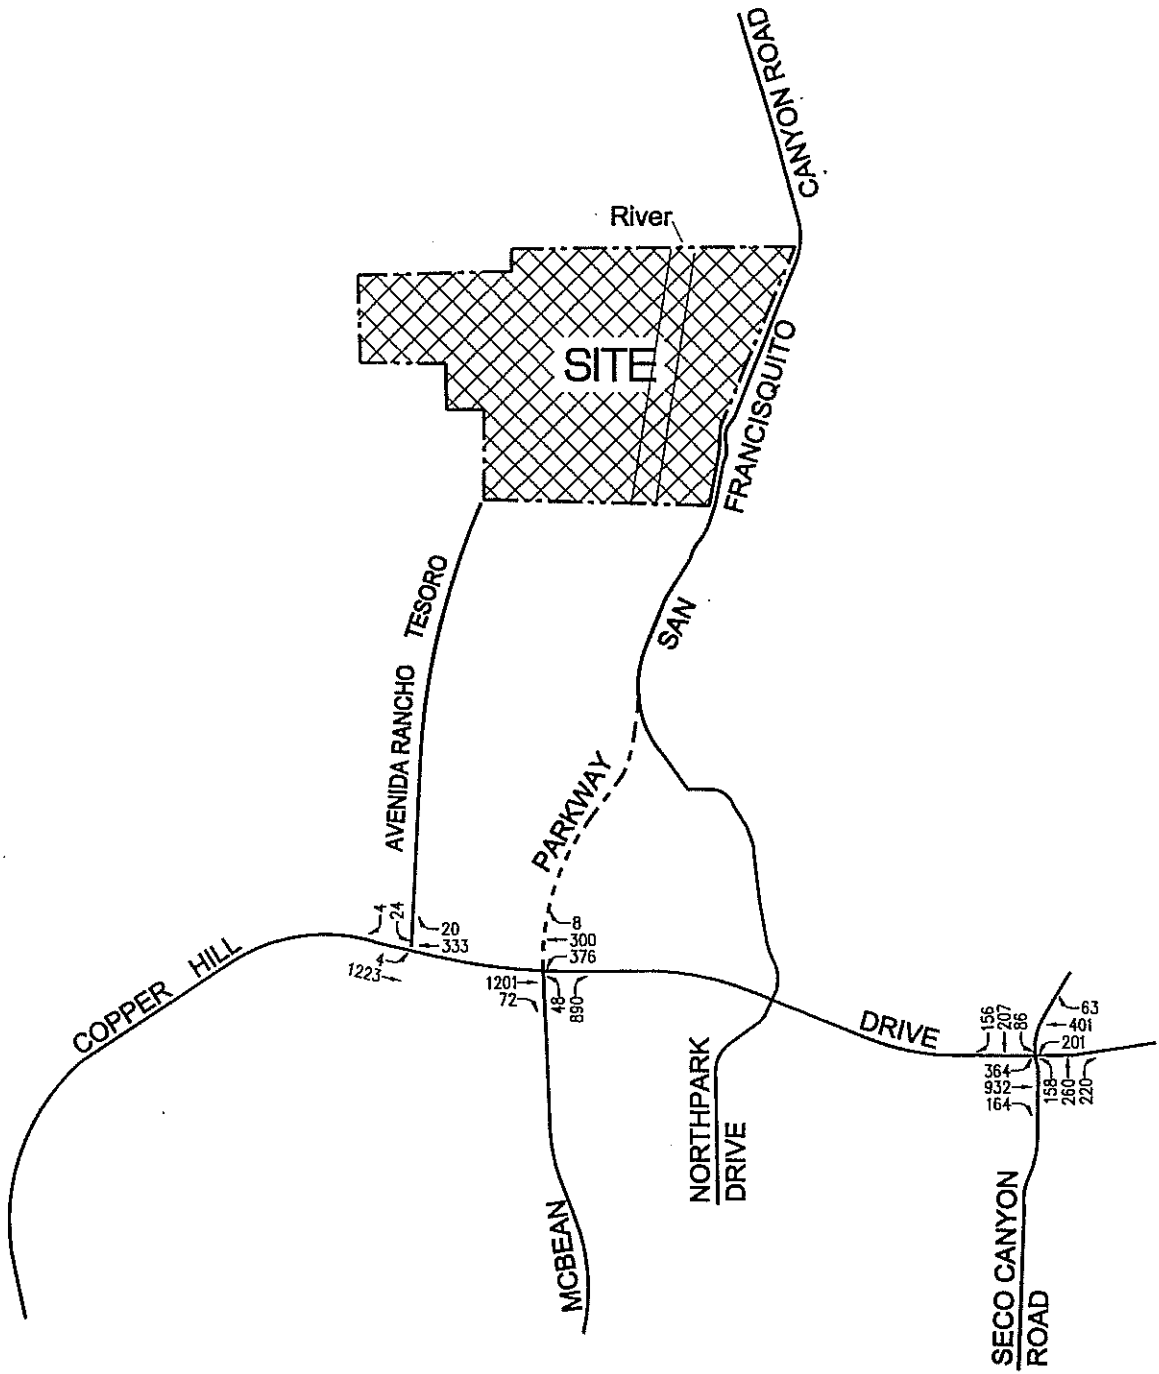 CANYON ROAD
River
SITE
FRANCISQUITO
SAN
AVENIDA RANCHO TESORO
PARKWAY
COPPER HILL
4
24
20
333
4
1223
8
300
376
1201
72
48
890
DRIVE
156
207
86
63
401
201
364
932
164
158
260
220
NORTHPARK
DRIVE
MCBEAN
SECO CANYON
ROAD